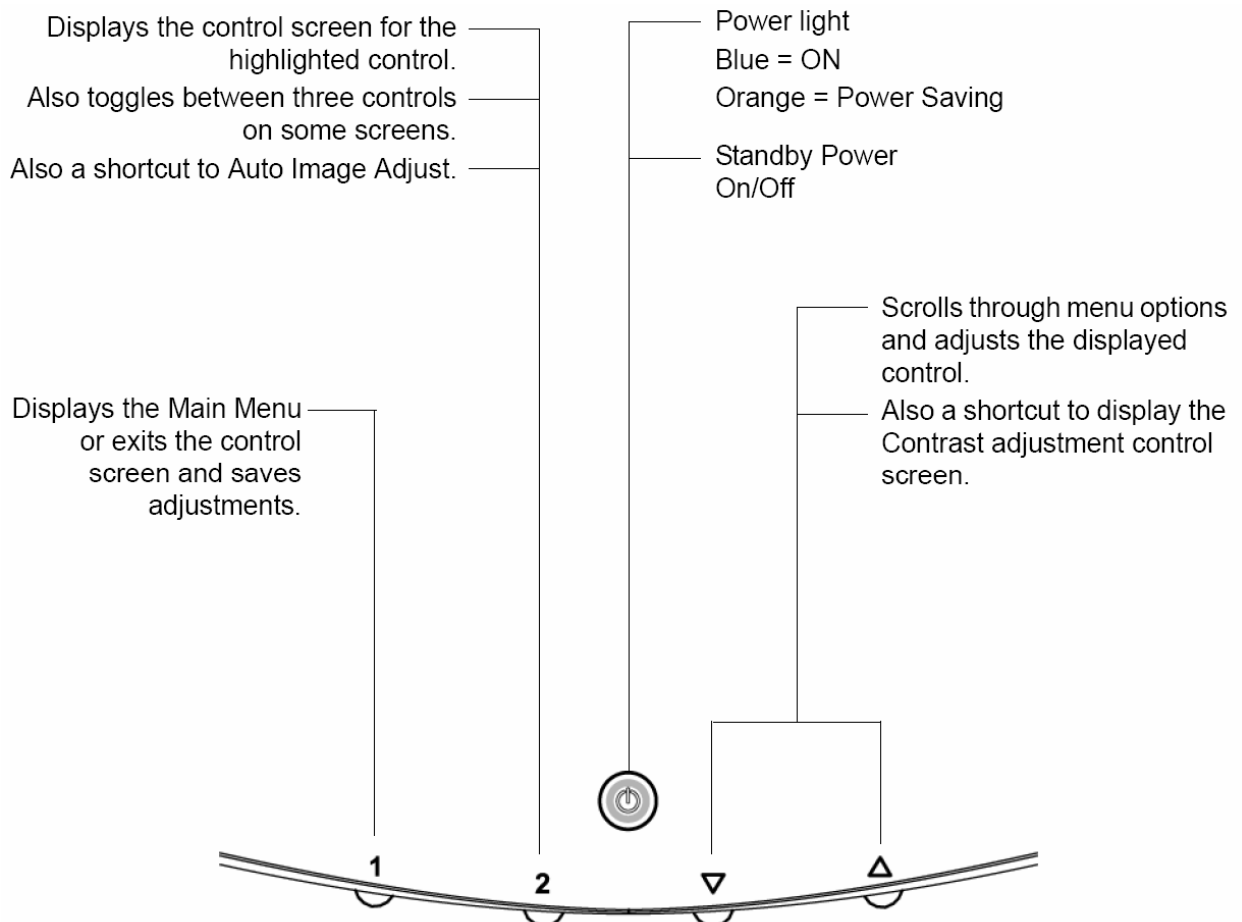 Displays the control screen for the
highlighted control.
Also toggles between three controls
on some screens.
Also a shortcut to Auto Image Adjust.
Power light
Blue = ON
Orange = Power Saving
Standby Power
On/Off
Scrolls through menu options
and adjusts the displayed
control.
Also a shortcut to display the
Contrast adjustment control
screen.
Displays the Main Menu
or exits the control
screen and saves
adjustments.
1
2